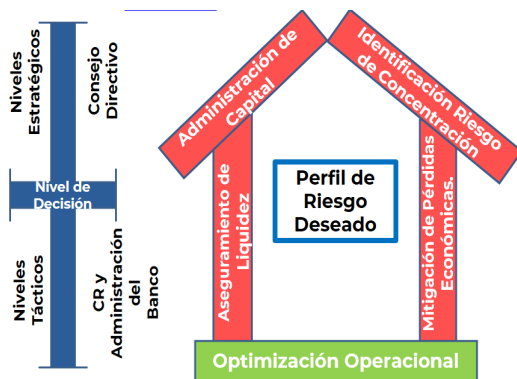 Niveles
Estratégicos
Consejo
Directivo
Nivel de
Decisión
Niveles
Tácticos
CR y
Administración
del
Banco
Administración de
Capital
Identificación Riesgo
de Concentración
Aseguramiento de
Liquidez
Perfil de
Riesgo
Deseado
Mitigación de Pérdidas
Económicas.
Optimización Operacional